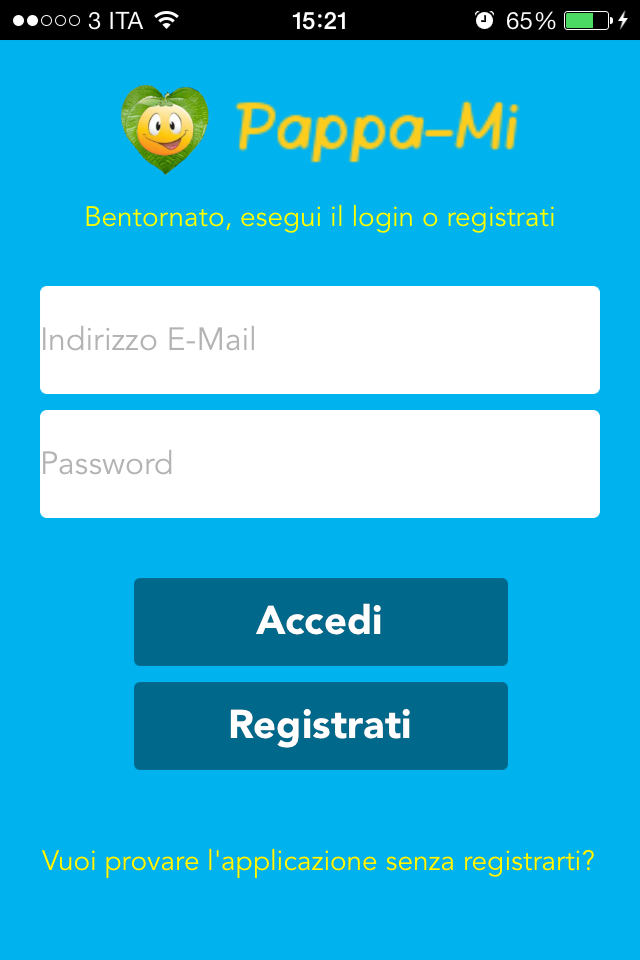 3 ITA 15:21 65%
Pappa-Mi
Bentornato, esegui il login o registrati
Indirizzo E-Mail
Password
Accedi
Registrati
Vuoi provare l'applicazione senza registrarti?